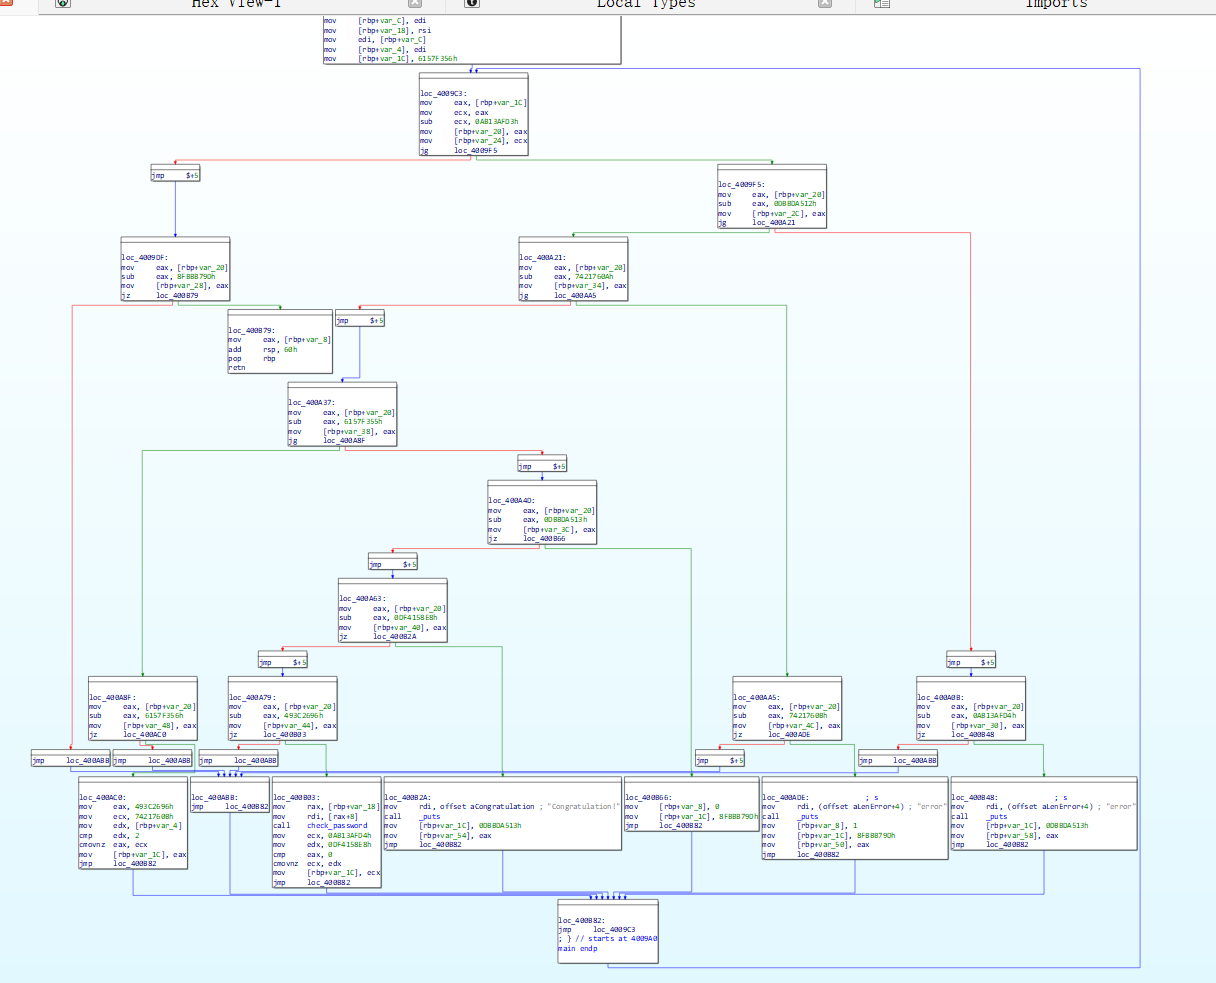 Hex View-1
Local Types
Imports
mov [rbp+var_C], edi
mov [rbp+var_18], rsi
mov edi, [rbp+var_C]
mov [rbp+var_4], edi
mov [rbp+var_1C], 6157F356h
loc_4009C3:
mov eax, [rbp+var_1C]
mov ecx, eax
sub ecx, 0AB13AFD3h
mov [rbp+var_20], eax
mov [rbp+var_24], ecx
jg loc_4009F5
jmp $+5
loc_4009F5:
mov eax, [rbp+var_20]
sub eax, 0DBBDA512h
mov [rbp+var_2C], eax
jg loc_400A21
loc_4009DF:
mov eax, [rbp+var_20]
sub eax, 8FBBB79Dh
mov [rbp+var_28], eax
jz loc_400B79
loc_400A21:
mov eax, [rbp+var_20]
sub eax, 7421760Ah
mov [rbp+var_34], eax
jg loc_400AA5
loc_400B79:
mov eax, [rbp+var_8]
add rsp, 60h
pop rbp
retn
jmp $+5
loc_400A37:
mov eax, [rbp+var_20]
sub eax, 6157F355h
mov [rbp+var_38], eax
jg loc_400A8F
jmp $+5
loc_400A4D:
mov eax, [rbp+var_20]
sub eax, 0DBBDA513h
mov [rbp+var_3C], eax
jz loc_400B66
jmp $+5
loc_400A63:
mov eax, [rbp+var_20]
sub eax, 0DF4158E8h
mov [rbp+var_40], eax
jz loc_400B2A
jmp $+5
jmp $+5
loc_400A8F:
mov eax, [rbp+var_20]
sub eax, 6157F356h
mov [rbp+var_48], eax
jz loc_400AC0
loc_400A79:
mov eax, [rbp+var_20]
sub eax, 493C2696h
mov [rbp+var_44], eax
jz loc_400B03
loc_400AA5:
mov eax, [rbp+var_20]
sub eax, 7421760Bh
mov [rbp+var_4C], eax
jz loc_400ADE
loc_400A0B:
mov eax, [rbp+var_20]
sub eax, 0AB13AFD4h
mov [rbp+var_30], eax
jz loc_400B48
jmp loc_400ABB
jmp loc_400ABB
jmp loc_400ABB
jmp $+5
jmp loc_400ABB
loc_400AC0:
mov eax, 493C2696h
mov ecx, 7421760Bh
mov edx, [rbp+var_4]
cmp edx, 2
cmovnz eax, ecx
mov [rbp+var_1C], eax
jmp loc_400B82
loc_400ABB:
jmp loc_400B82
loc_400B03:
mov rax, [rbp+var_18]
mov rdi, [rax+8]
call check_password
mov ecx, 0AB13AFD4h
mov edx, 0DF4158E8h
cmp eax, 0
cmovnz ecx, edx
mov [rbp+var_1C], ecx
jmp loc_400B82
loc_400B2A:
mov rdi, offset aCongratulation ; "Congratulation!"
call _puts
mov [rbp+var_1C], 0DBBDA513h
mov [rbp+var_54], eax
jmp loc_400B82
loc_400B66:
mov [rbp+var_8], 0
mov [rbp+var_1C], 8FBBB79Dh
jmp loc_400B82
loc_400ADE: ; s
mov rdi, (offset aLenError+4) ; "error"
call _puts
mov [rbp+var_8], 1
mov [rbp+var_1C], 8FBBB79Dh
mov [rbp+var_50], eax
jmp loc_400B82
loc_400B48: ; s
mov rdi, (offset aLenError+4) ; "error"
call _puts
mov [rbp+var_1C], 0DBBDA513h
mov [rbp+var_58], eax
jmp loc_400B82
loc_400B82:
jmp loc_4009C3
; } // starts at 4009A0
main endp